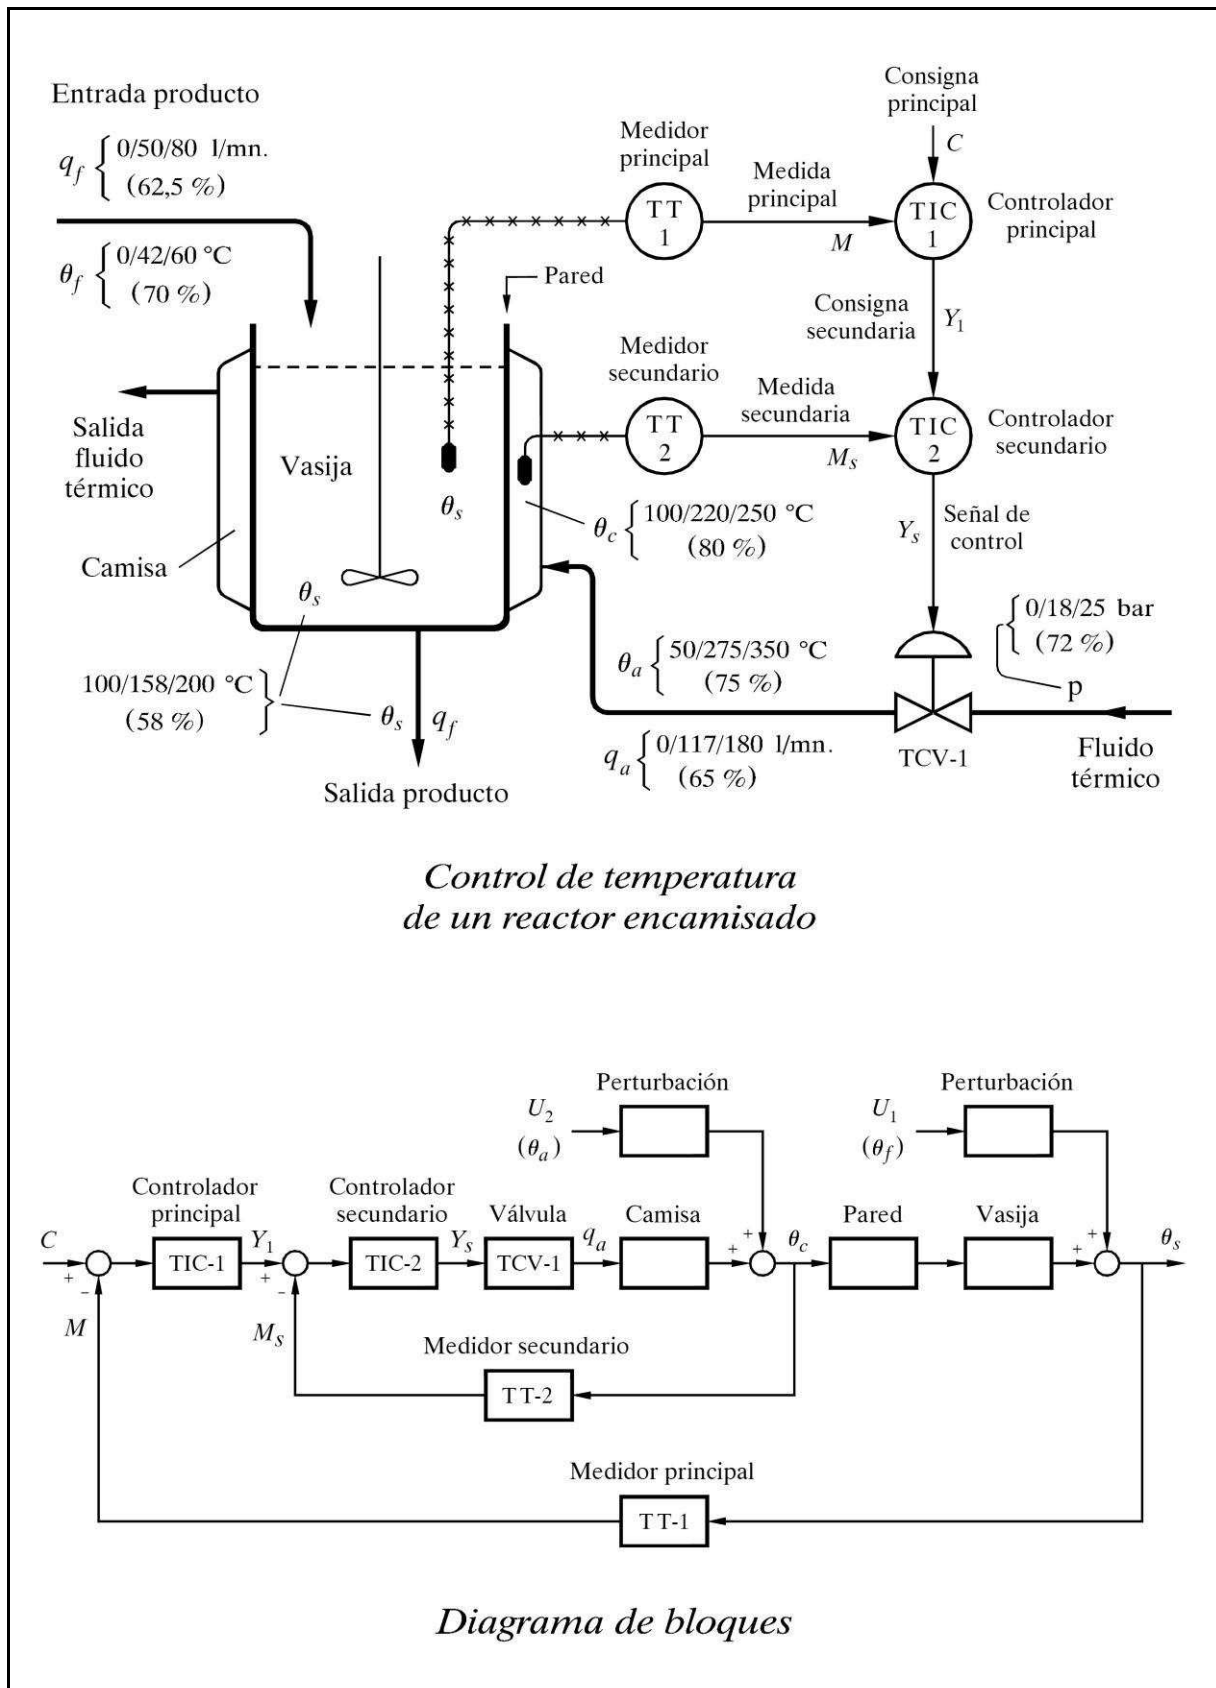 Entrada producto
q_f { 0/50/80 l/mn.
(62,5 %)
θ_f { 0/42/60 °C
(70 %)
Medidor
principal
TT
1
Medida
principal
M
Consigna
principal
C
TIC
1
Controlador
principal
Pared
Consigna
secundaria
Y_1
Medidor
secundario
TT
2
Medida
secundaria
M_s
TIC
2
Controlador
secundario
Salida
fluido
térmico
Vasija
θ_s
θ_c { 100/220/250 °C
(80 %)
Y_s
Señal de
control
Camisa
θ_s
100/158/200 °C }
(58 %)
θ_s
q_f
Salida producto
θ_a { 50/275/350 °C
(75 %)
q_a { 0/117/180 l/mn.
(65 %)
{ 0/18/25 bar
(72 %)
p
TCV-1
Fluido
térmico
Control de temperatura
de un reactor encamisado
Perturbación
U_2
(θ_a)
Perturbación
U_1
(θ_f)
Controlador
principal
Controlador
secundario
Válvula
Camisa
Pared
Vasija
C
+
-
TIC-1
Y_1
+
-
TIC-2
Y_s
TCV-1
q_a
+
+
θ_c
+
+
θ_s
M
M_s
Medidor secundario
TT-2
Medidor principal
TT-1
Diagrama de bloques